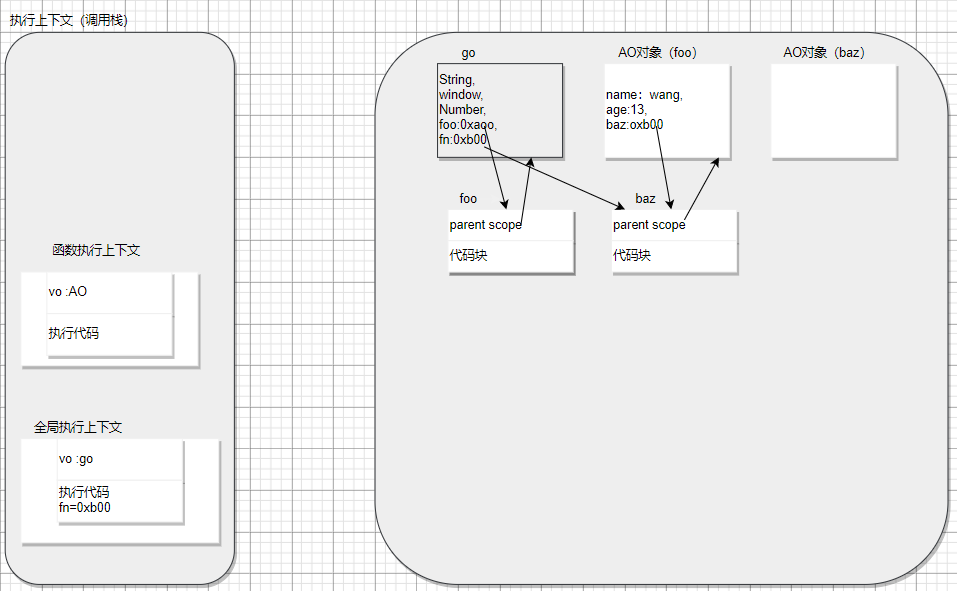 执行上下文（调用栈）
go
AO对象（foo）
AO对象（baz）
String,
window,
Number,
foo:0xaoo,
fn:0xb00
name：wang,
age:13,
baz:oxb00
foo
baz
parent scope
代码块
parent scope
代码块
函数执行上下文
vo :AO
执行代码
全局执行上下文
vo :go
执行代码
fn=0xb00